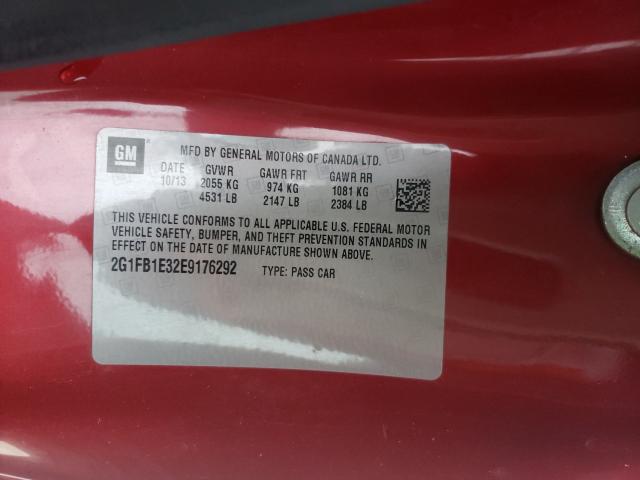 GM
MFD BY GENERAL MOTORS OF CANADA LTD.
DATE GVWR GAWR FRT GAWR RR
10/13 2055 KG 974 KG 1081 KG
4531 LB 2147 LB 2384 LB
THIS VEHICLE CONFORMS TO ALL APPLICABLE U.S. FEDERAL MOTOR
VEHICLE SAFETY, BUMPER, AND THEFT PREVENTION STANDARDS IN
EFFECT ON THE DATE OF MANUFACTURE SHOWN ABOVE.
2G1FB1E32E9176292 TYPE: PASS CAR